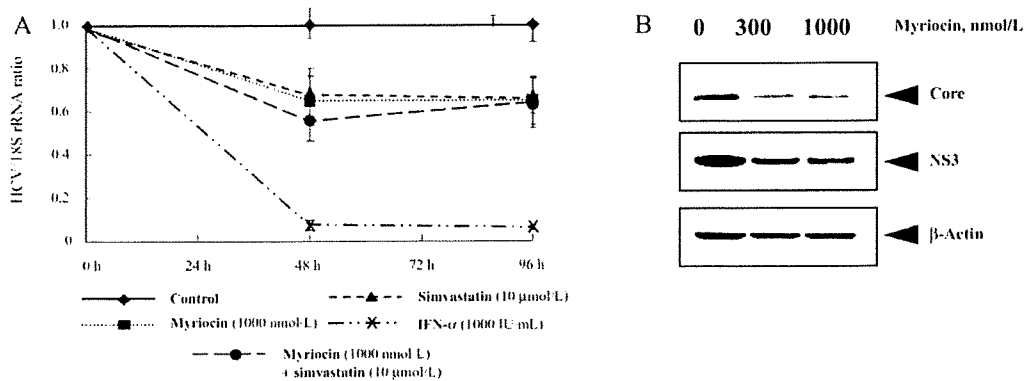 A
HCV/18S rRNA ratio
1.0
0.8
0.6
0.4
0.2
0
0 h
24 h
48 h
72 h
96 h
Control
Simvastatin (10 μmol/L)
Myriocin (1000 nmol/L)
IFN-α (1000 IU/mL)
Myriocin (1000 nmol/L)
+ simvastatin (10 μmol/L)
B
0 300 1000 Myriocin, nmol/L
Core
NS3
β-Actin